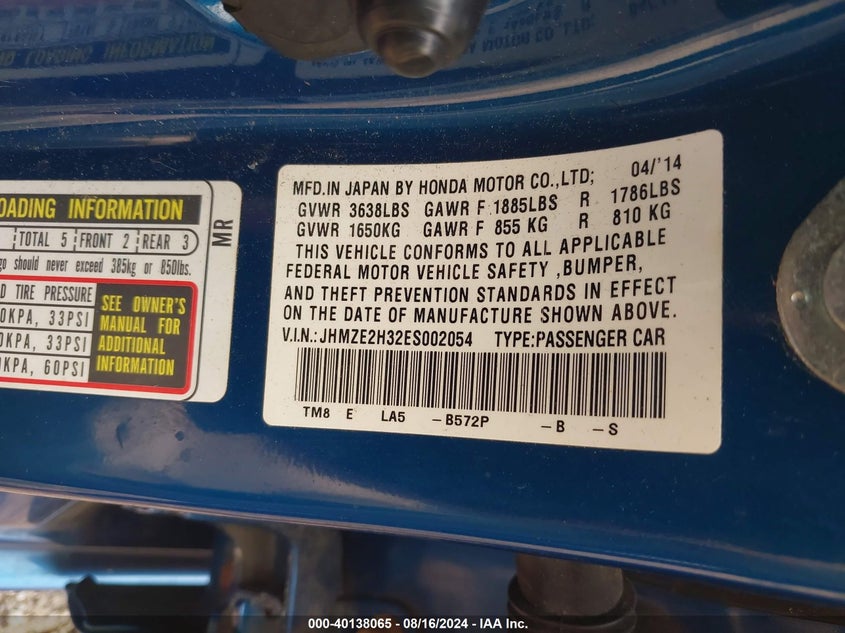 OADING INFORMATION
TOTAL 5 FRONT 2 REAR 3
go should never exceed 385kg or 850lbs.
D TIRE PRESSURE
0KPA, 33PSI
0KPA, 33PSI
0KPA, 60PSI
SEE OWNER'S
MANUAL FOR
ADDITIONAL
INFORMATION
MR
MFD.IN JAPAN BY HONDA MOTOR CO.,LTD; 04/'14
GVWR 3638LBS GAWR F 1885LBS R 1786LBS
GVWR 1650KG GAWR F 855 KG R 810 KG
THIS VEHICLE CONFORMS TO ALL APPLICABLE
FEDERAL MOTOR VEHICLE SAFETY ,BUMPER,
AND THEFT PREVENTION STANDARDS IN EFFECT
ON THE DATE OF MANUFACTURE SHOWN ABOVE.
V.I.N.:JHMZE2H32ES002054 TYPE:PASSENGER CAR
TM8 E LA5 -B572P -B -S
000-40138065 - 08/16/2024 - IAA Inc.